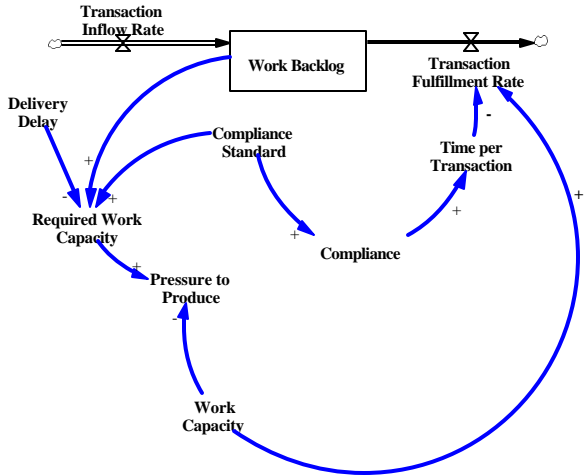 Transaction
Inflow Rate
Work Backlog
Transaction
Fulfillment Rate
Delivery
Delay
Compliance
Standard
-
Time per
Transaction
+
-
+
+
Required Work
Capacity
+
+
Compliance
+
Pressure to
Produce
-
Work
Capacity